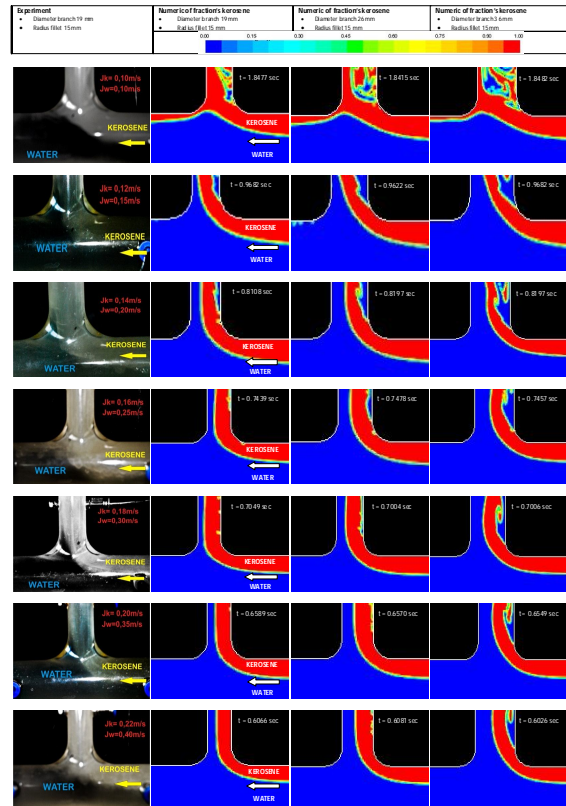 Experiment
• Diameter branch 19 mm
• Radius fillet 15 mm
Numeric of fraction's kerosene
• Diameter branch 19 mm
• Radius fillet 15 mm
Numeric of fraction's kerosene
• Diameter branch 26 mm
• Radius fillet 15 mm
Numeric of fraction's kerosene
• Diameter branch 36 mm
• Radius fillet 15mm
0.00 0.15 0.30 0.45 0.60 0.75 0.90 1.00
Jk= 0,10m/s
Jw=0,10m/s
KEROSENE
WATER
t = 1.8477 sec
KEROSENE
WATER
t = 1.8415 sec
t = 1.8482 sec
Jk= 0,12m/s
Jw=0,15m/s
KEROSENE
WATER
t = 0.9682 sec
KEROSENE
WATER
t = 0.9622 sec
t = 0.9682 sec
Jk= 0,14m/s
Jw=0,20m/s
KEROSENE
WATER
t = 0.8108 sec
KEROSENE
WATER
t = 0.8197 sec
t = 0.8197 sec
Jk= 0,16m/s
Jw=0,25m/s
KEROSENE
WATER
t = 0.7439 sec
KEROSENE
WATER
t = 0.7478 sec
t = 0.7457 sec
Jk= 0,18m/s
Jw=0,30m/s
KEROSENE
WATER
t = 0.7049 sec
KEROSENE
WATER
t = 0.7004 sec
t = 0.7006 sec
Jk= 0,20m/s
Jw=0,35m/s
KEROSENE
WATER
t = 0.6589 sec
KEROSENE
WATER
t = 0.6570 sec
t = 0.6549 sec
Jk= 0,22m/s
Jw=0,40m/s
KEROSENE
WATER
t = 0.6066 sec
KEROSENE
WATER
t = 0.6081 sec
t = 0.6026 sec